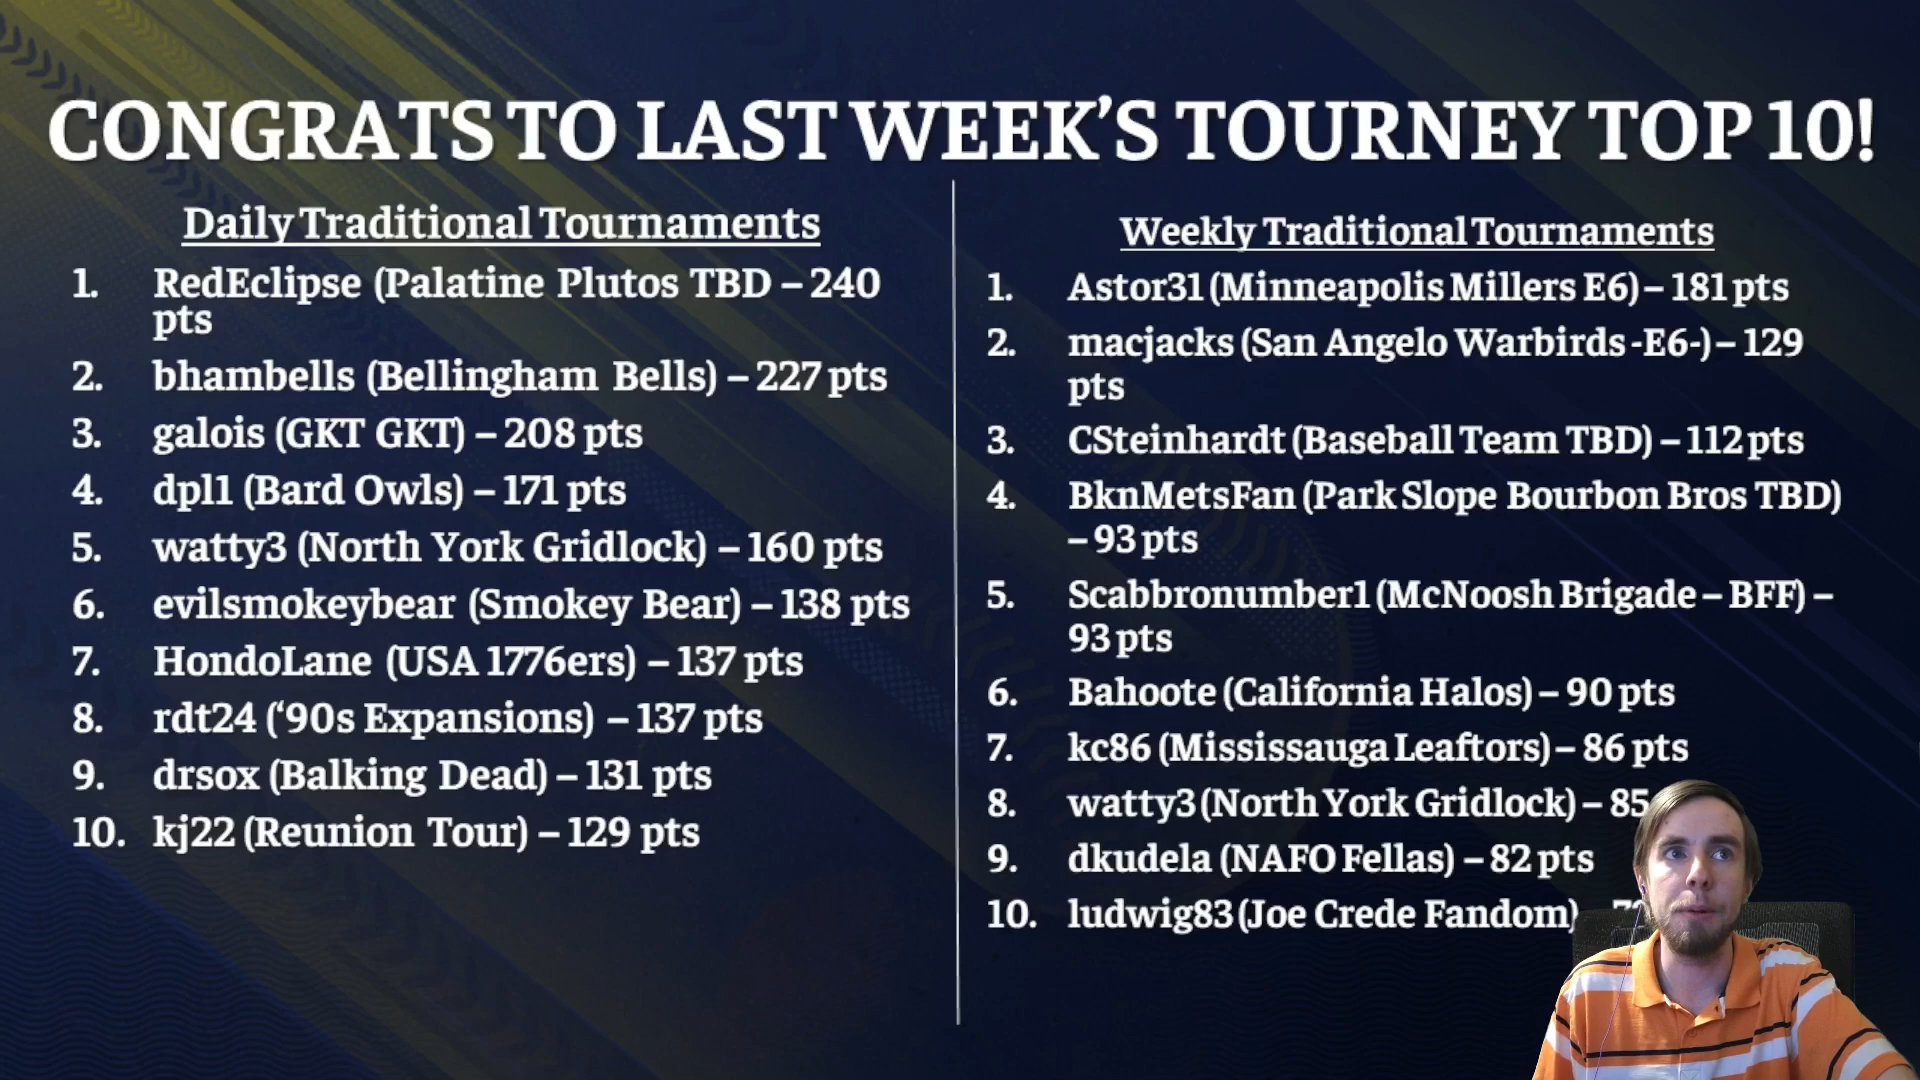 CONGRATS TO LAST WEEK’S TOURNEY TOP 10!
Daily Traditional Tournaments
1. RedEclipse (Palatine Plutos TBD – 240
pts
2. bhambells (Bellingham Bells) – 227 pts
3. galois (GKT GKT) – 208 pts
4. dpl1 (Bard Owls) – 171 pts
5. watty3 (North York Gridlock) – 160 pts
6. evilsmokeybear (Smokey Bear) – 138 pts
7. HondoLane (USA 1776ers) – 137 pts
8. rdt24 (‘90s Expansions) – 137 pts
9. drsox (Balking Dead) – 131 pts
10. kj22 (Reunion Tour) – 129 pts
Weekly Traditional Tournaments
1. Astor31 (Minneapolis Millers E6) – 181 pts
2. macjacks (San Angelo Warbirds -E6-) – 129
pts
3. CSteinhardt (Baseball Team TBD) – 112 pts
4. BknMetsFan (Park Slope Bourbon Bros TBD)
– 93 pts
5. Scabbronumber1 (McNoosh Brigade – BFF) –
93 pts
6. Bahoote (California Halos) – 90 pts
7. kc86 (Mississauga Leaftors) – 86 pts
8. watty3 (North York Gridlock) – 85
9. dkudela (NAFO Fellas) – 82 pts
10. ludwig83 (Joe Crede Fandom)